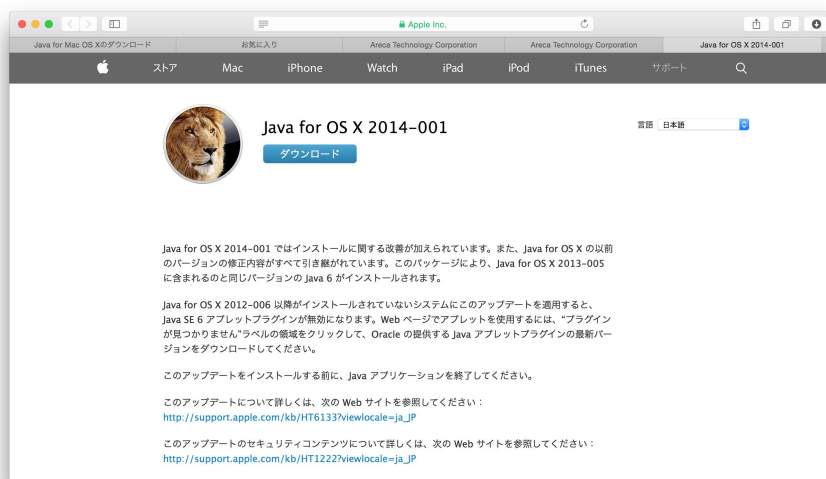 Apple Inc.
Java for Mac OS Xのダウンロード
お気に入り
Areca Technology Corporation
Areca Technology Corporation
Java for OS X 2014-001
ストア
Mac
iPhone
Watch
iPad
iPod
iTunes
サポート
Java for OS X 2014-001
言語
日本語
ダウンロード
Java for OS X 2014-001 ではインストールに関する改善が加えられています。また、Java for OS X の以前
のバージョンの修正内容がすべて引き継がれています。このパッケージにより、Java for OS X 2013-005
に含まれるのと同じバージョンの Java 6 がインストールされます。
Java for OS X 2012-006 以降がインストールされていないシステムにこのアップデートを適用すると、
Java SE 6 アプレットプラグインが無効になります。Web ページでアプレットを使用するには、“プラグイン
が見つかりません”ラベルの領域をクリックして、Oracle の提供する Java アプレットプラグインの最新バー
ジョンをダウンロードしてください。
このアップデートをインストールする前に、Java アプリケーションを終了してください。
このアップデートについて詳しくは、次の Web サイトを参照してください：
http://support.apple.com/kb/HT6133?viewlocale=ja_JP
このアップデートのセキュリティコンテンツについて詳しくは、次の Web サイトを参照してください：
http://support.apple.com/kb/HT1222?viewlocale=ja_JP